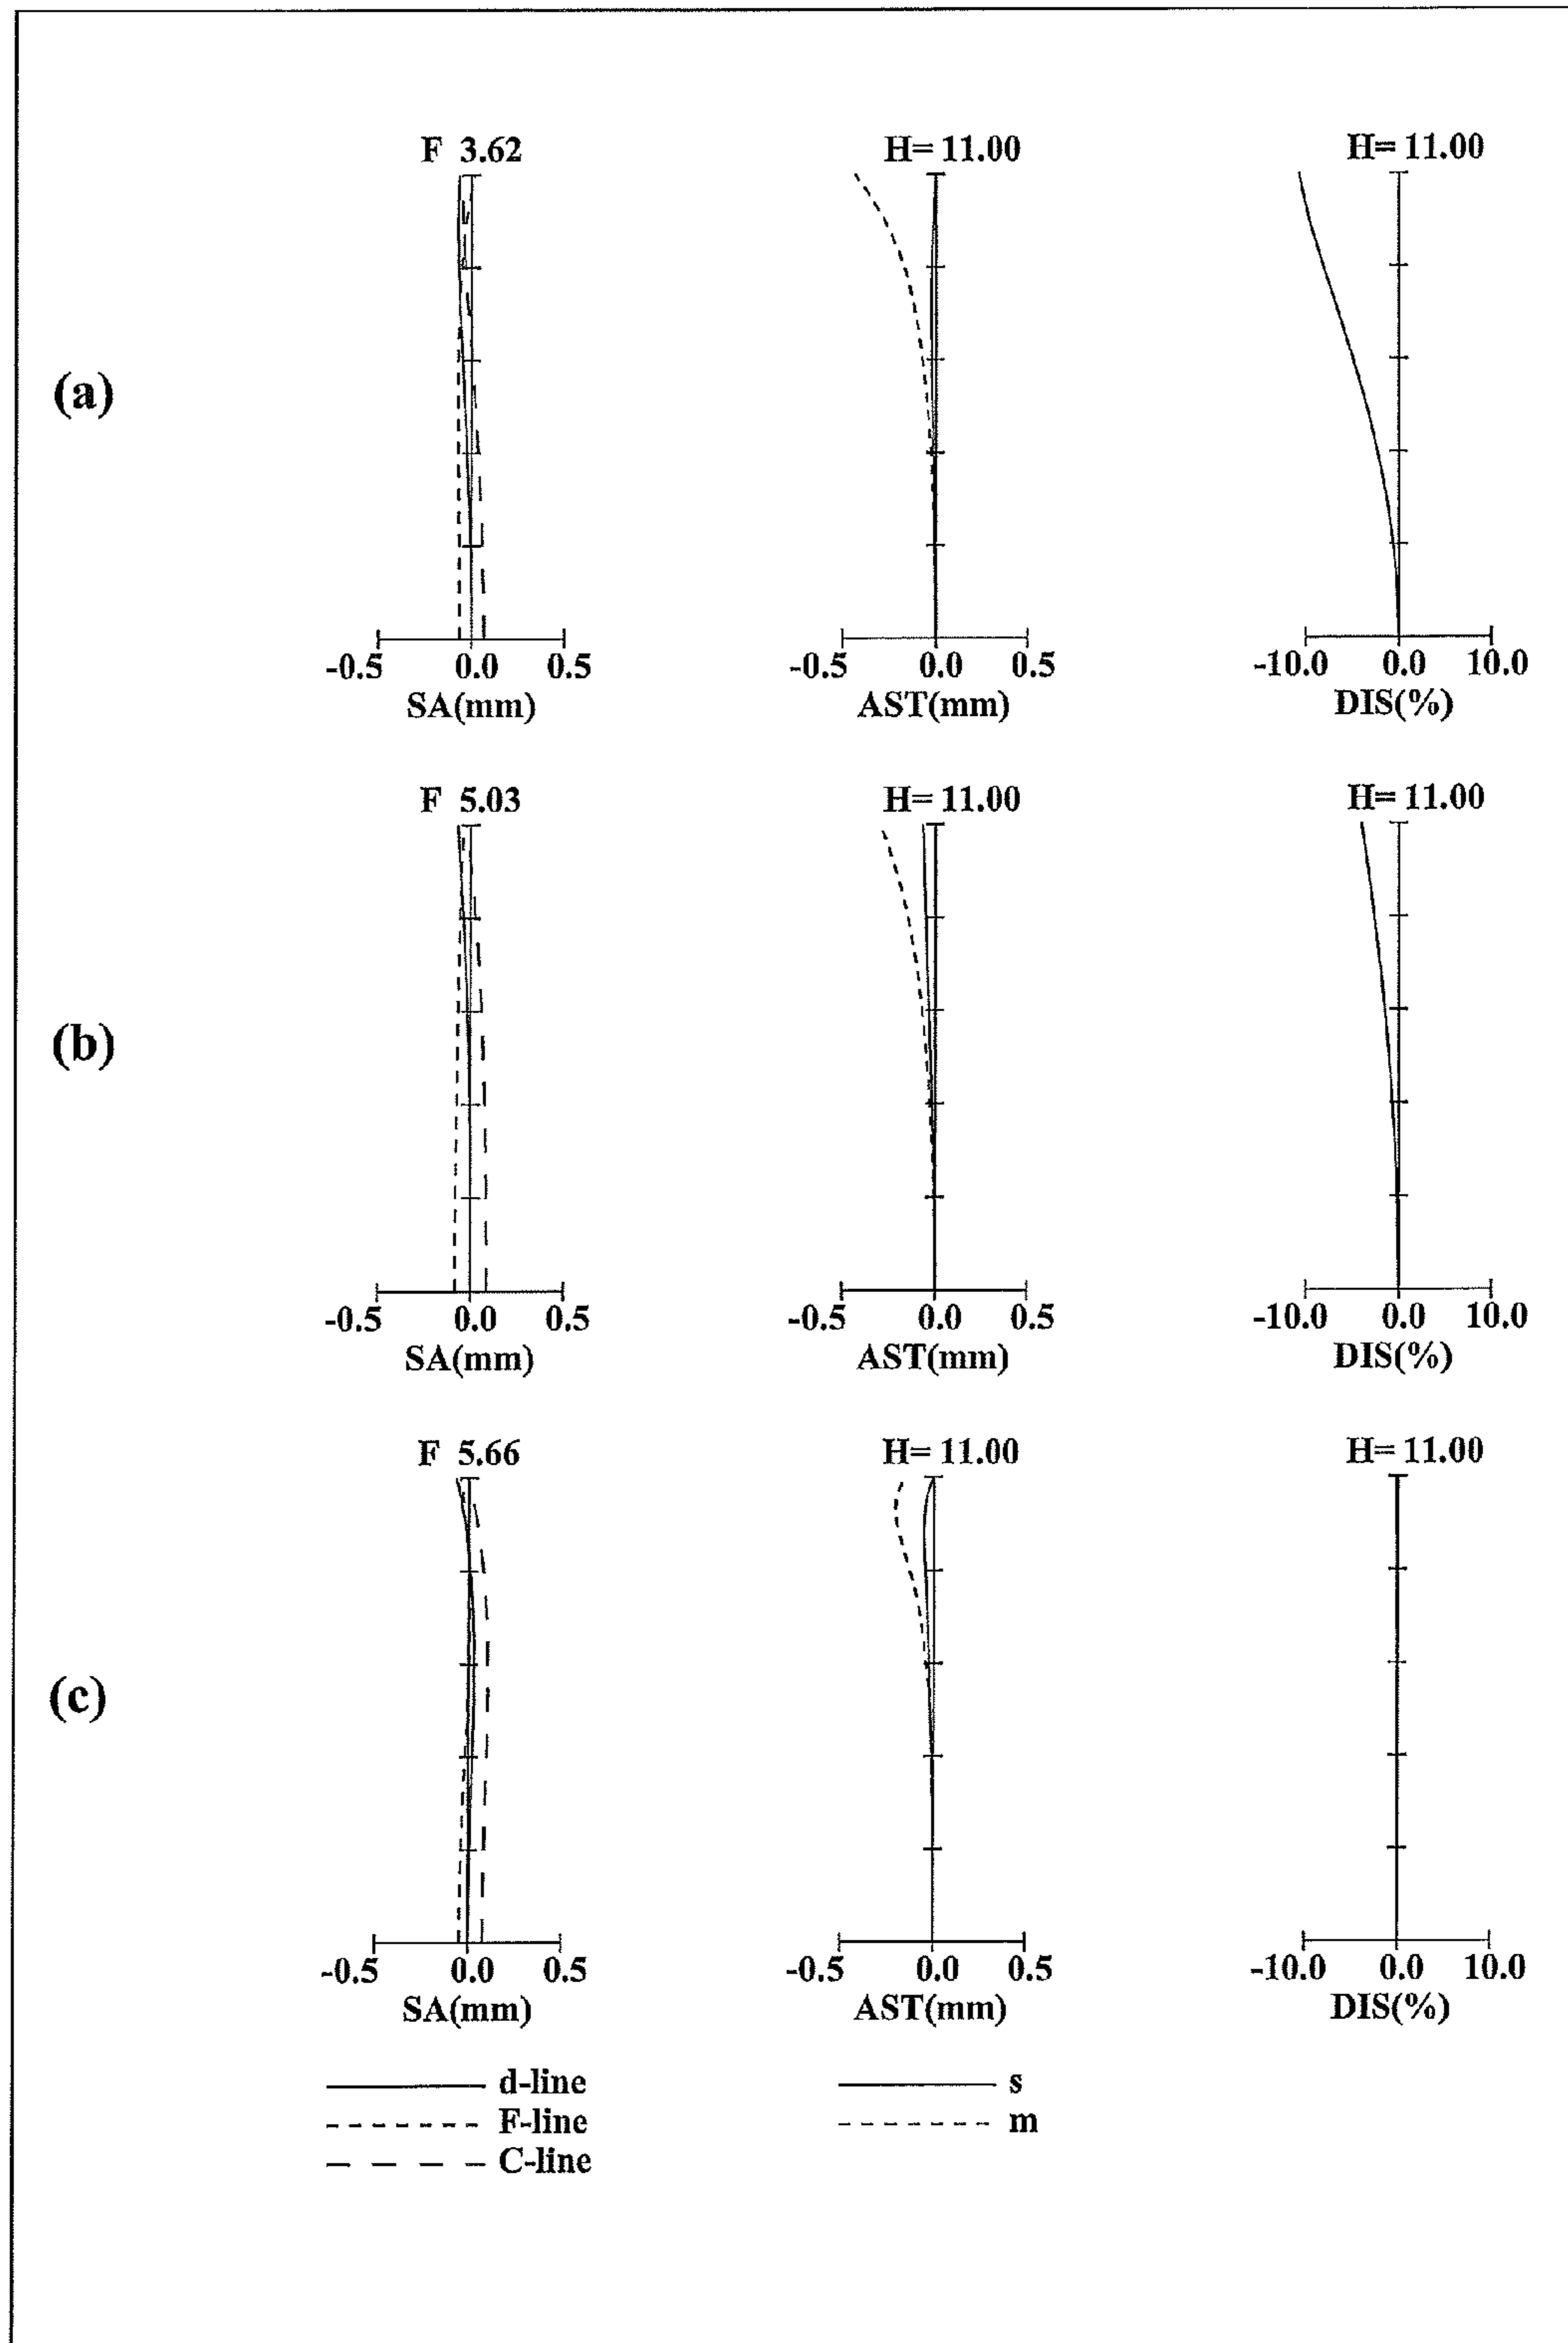 (a)
F 3.62
H= 11.00
H= 11.00
-0.5 0.0 0.5
SA(mm)
-0.5 0.0 0.5
AST(mm)
-10.0 0.0 10.0
DIS(%)
(b)
F 5.03
H= 11.00
H= 11.00
-0.5 0.0 0.5
SA(mm)
-0.5 0.0 0.5
AST(mm)
-10.0 0.0 10.0
DIS(%)
(c)
F 5.66
H= 11.00
H= 11.00
-0.5 0.0 0.5
SA(mm)
-0.5 0.0 0.5
AST(mm)
-10.0 0.0 10.0
DIS(%)
d-line
F-line
C-line
s
m